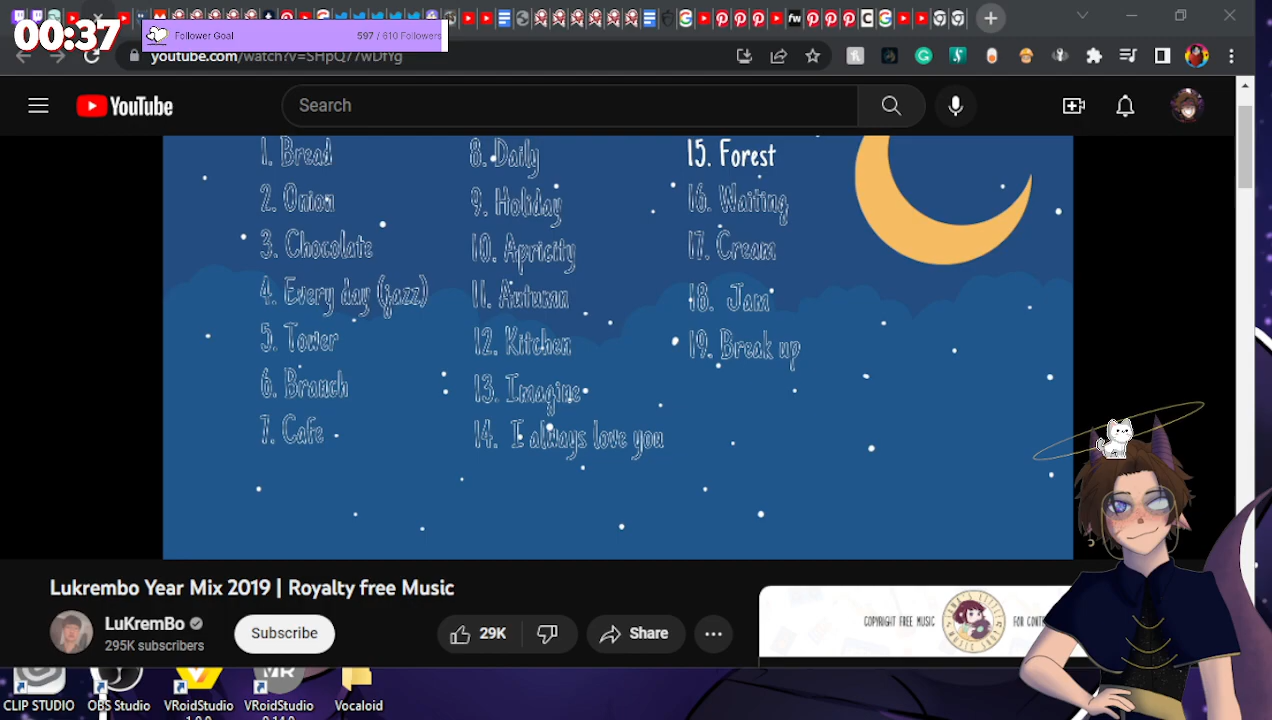 00:37
Follower Goal
597 / 610 Followers
youtube.com/watch?v=SHpQ77wDfYg
YouTube
Search
1. Bread
2. Onion
3. Chocolate
4. Every day (jazz)
5. Tower
6. Branch
7. Cafe
8. Daily
9. Holiday
10. Apricity
11. Autumn
12. Kitchen
13. Imagine
14. I always love you
15. Forest
16. Waiting
17. Cream
18. Jam
19. Break up
Lukrembo Year Mix 2019 | Royalty free Music
LuKremBo
295K subscribers
Subscribe
29K
Share
COPYRIGHT FREE MUSIC
FOR CONT
CLIP STUDIO
OBS Studio
VRoidStudio
VRoidStudio
Vocaloid